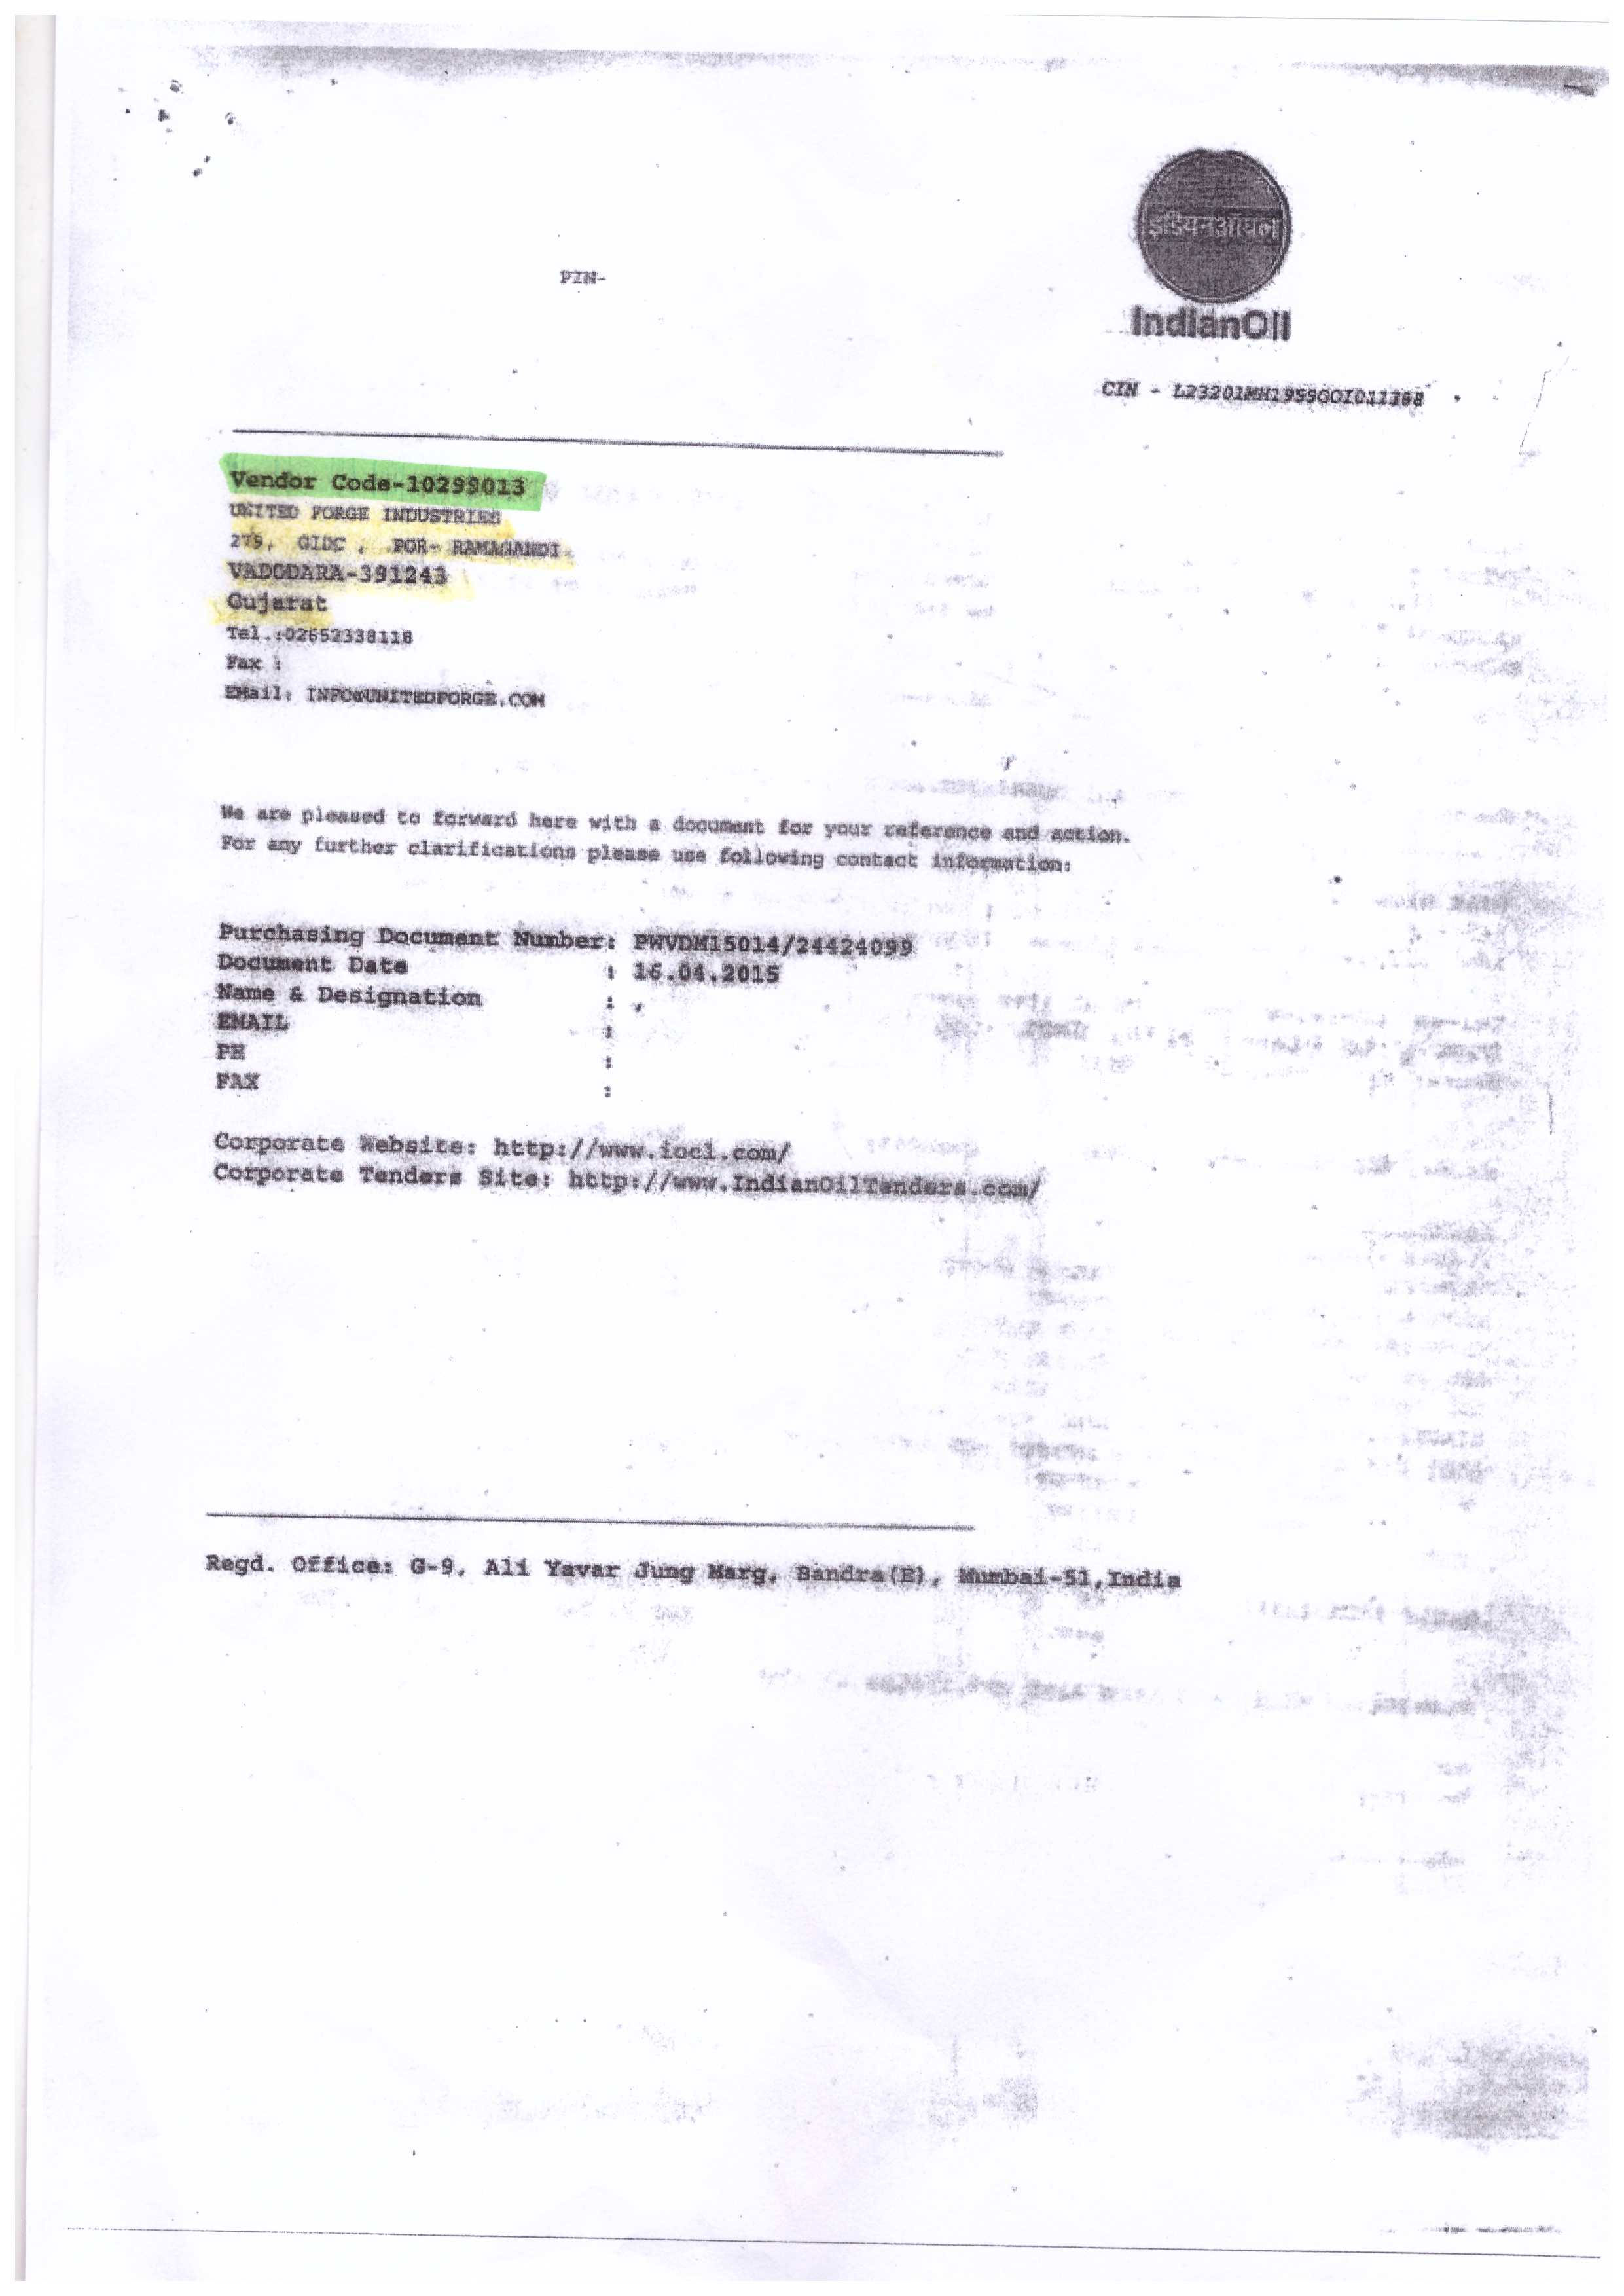 इंडियनऑयल
IndianOil
PIN-
CIN - L23201MH1959GOI011388
Vendor Code-10299013
UNITED FORGE INDUSTRIES
279, GIDC , POR- RAMAGANDI
VADODARA-391243
Gujarat
Tel.:02652338118
Fax :
EMail: INFO@UNITEDFORGE.COM
We are pleased to forward here with a document for your reference and action.
For any further clarifications please use following contact information:
Purchasing Document Number: PWVDM15014/24424099
Document Date : 16.04.2015
Name & Designation : ,
EMAIL :
PH :
FAX :
Corporate Website: http://www.iocl.com/
Corporate Tenders Site: http://www.IndianOilTenders.com/
Regd. Office: G-9, Ali Yavar Jung Marg, Bandra(E), Mumbai-51,India